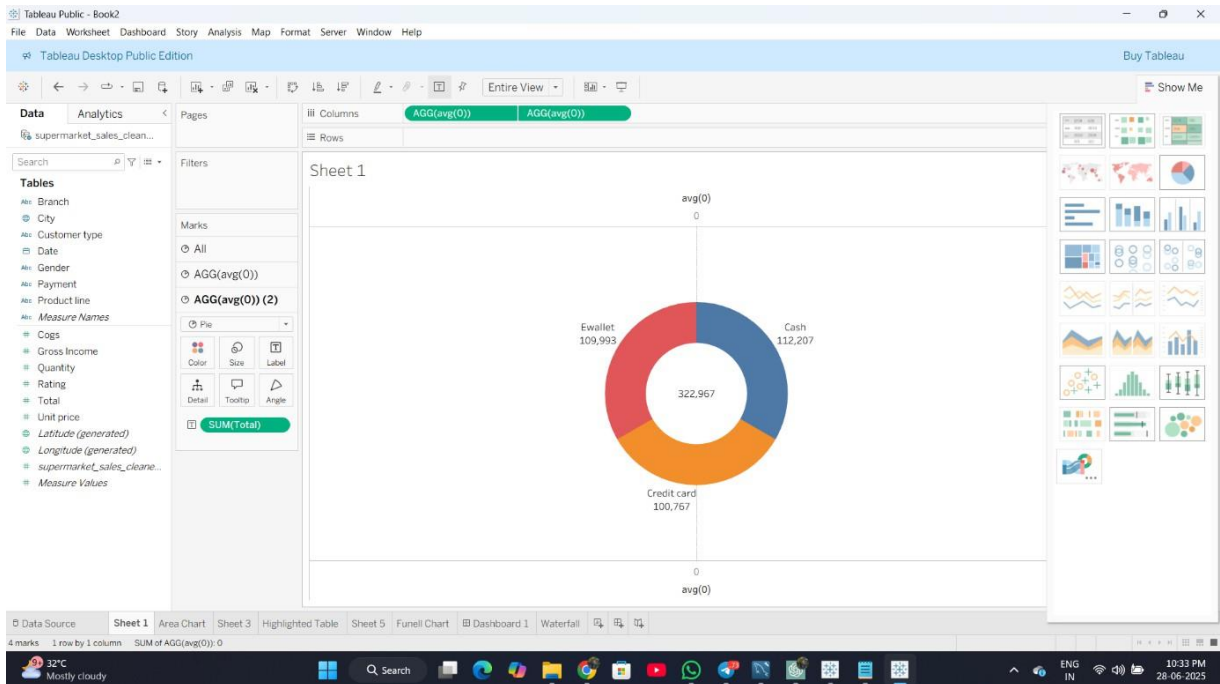 Tableau Public - Book2
File Data Worksheet Dashboard Story Analysis Map Format Server Window Help
Tableau Desktop Public Edition
Buy Tableau
Entire View
Show Me
Data Analytics
supermarket_sales_clean...
Search
Tables
Abc Branch
City
Abc Customer type
Date
Abc Gender
Abc Payment
Abc Product line
Abc Measure Names
# Cogs
# Gross Income
# Quantity
# Rating
# Total
# Unit price
Latitude (generated)
Longitude (generated)
# supermarket_sales_cleane...
# Measure Values
Pages
Filters
Marks
All
AGG(avg(0))
AGG(avg(0)) (2)
Pie
Color Size Label
Detail Tooltip Angle
SUM(Total)
Columns AGG(avg(0)) AGG(avg(0))
Rows
Sheet 1
avg(0)
0
Ewallet
109,993
Cash
112,207
322,967
Credit card
100,767
0
avg(0)
Data Source Sheet 1 Area Chart Sheet 3 Highlighted Table Sheet 5 Funell Chart Dashboard 1 Waterfall
4 marks 1 row by 1 column SUM of AGG(avg(0)): 0
32°C
Mostly cloudy
Search
ENG
IN
10:33 PM
28-06-2025